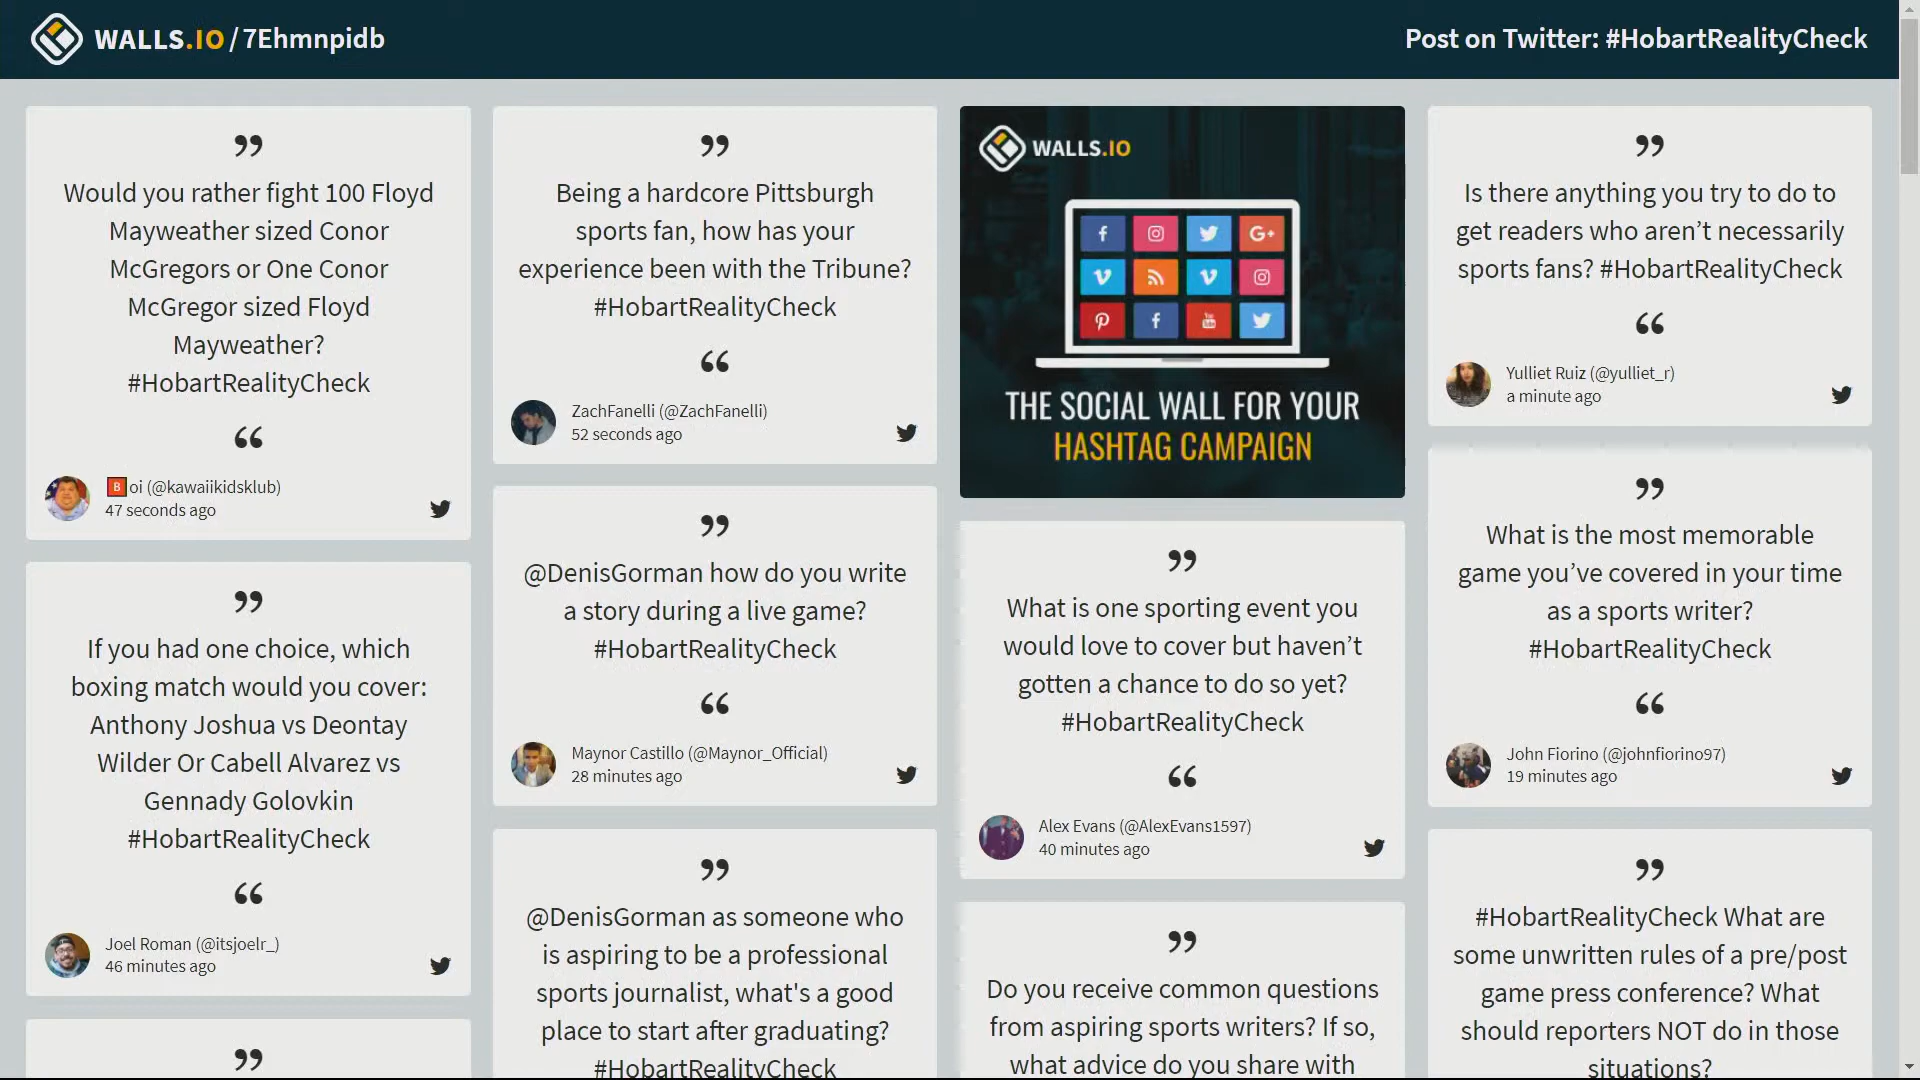 WALLS.IO / 7Ehmnpidb
Post on Twitter: #HobartRealityCheck
”
Would you rather fight 100 Floyd
Mayweather sized Conor
McGregors or One Conor
McGregor sized Floyd
Mayweather?
#HobartRealityCheck
“
🅱oi (@kawaiikidsklub)
47 seconds ago
”
If you had one choice, which
boxing match would you cover:
Anthony Joshua vs Deontay
Wilder Or Cabell Alvarez vs
Gennady Golovkin
#HobartRealityCheck
“
Joel Roman (@itsjoelr_)
46 minutes ago
”
”
Being a hardcore Pittsburgh
sports fan, how has your
experience been with the Tribune?
#HobartRealityCheck
“
ZachFanelli (@ZachFanelli)
52 seconds ago
”
@DenisGorman how do you write
a story during a live game?
#HobartRealityCheck
“
Maynor Castillo (@Maynor_Official)
28 minutes ago
”
@DenisGorman as someone who
is aspiring to be a professional
sports journalist, what's a good
place to start after graduating?
#HobartRealityCheck
WALLS.IO
G+
You Tube
THE SOCIAL WALL FOR YOUR
HASHTAG CAMPAIGN
”
What is one sporting event you
would love to cover but haven’t
gotten a chance to do so yet?
#HobartRealityCheck
“
Alex Evans (@AlexEvans1597)
40 minutes ago
”
Do you receive common questions
from aspiring sports writers? If so,
what advice do you share with
”
Is there anything you try to do to
get readers who aren’t necessarily
sports fans? #HobartRealityCheck
“
Yulliet Ruiz (@yulliet_r)
a minute ago
”
What is the most memorable
game you’ve covered in your time
as a sports writer?
#HobartRealityCheck
“
John Fiorino (@johnfiorino97)
19 minutes ago
”
#HobartRealityCheck What are
some unwritten rules of a pre/post
game press conference? What
should reporters NOT do in those
situations?